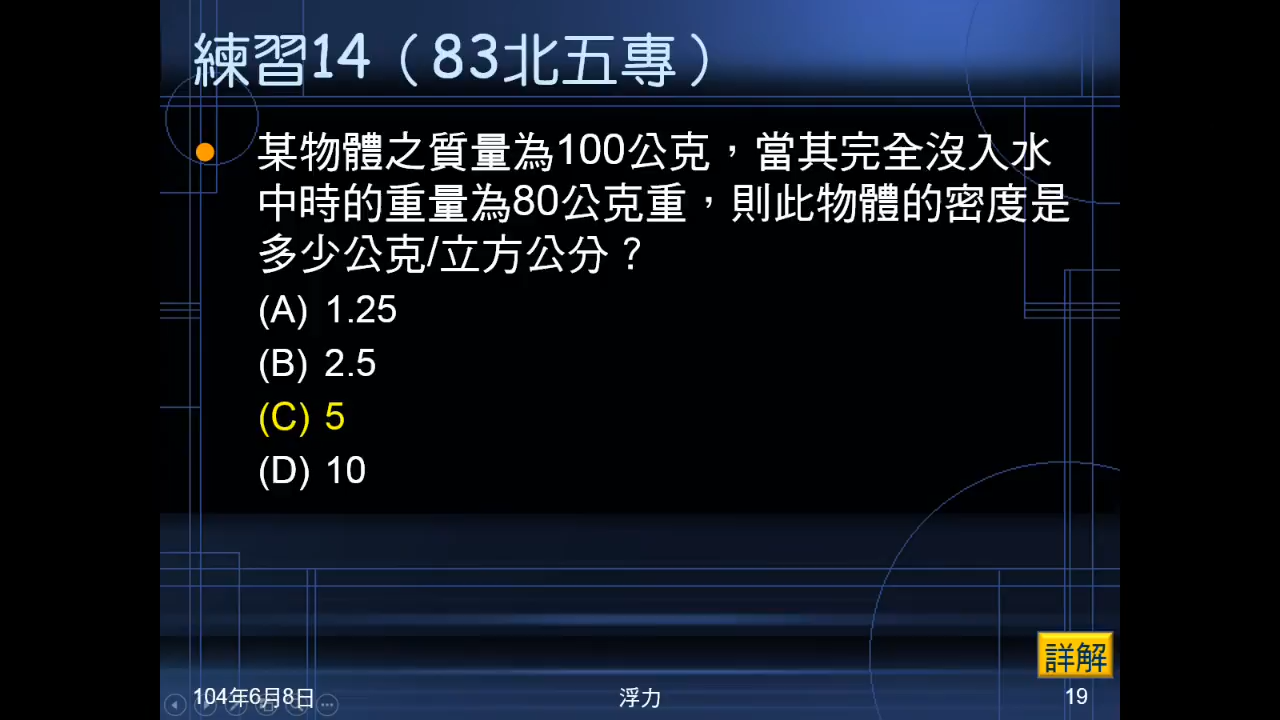 練習14（83北五專）
某物體之質量為100公克，當其完全沒入水
中時的重量為80公克重，則此物體的密度是
多少公克/立方公分？
(A) 1.25
(B) 2.5
(C) 5
(D) 10
詳解
104年6月8日
浮力
19